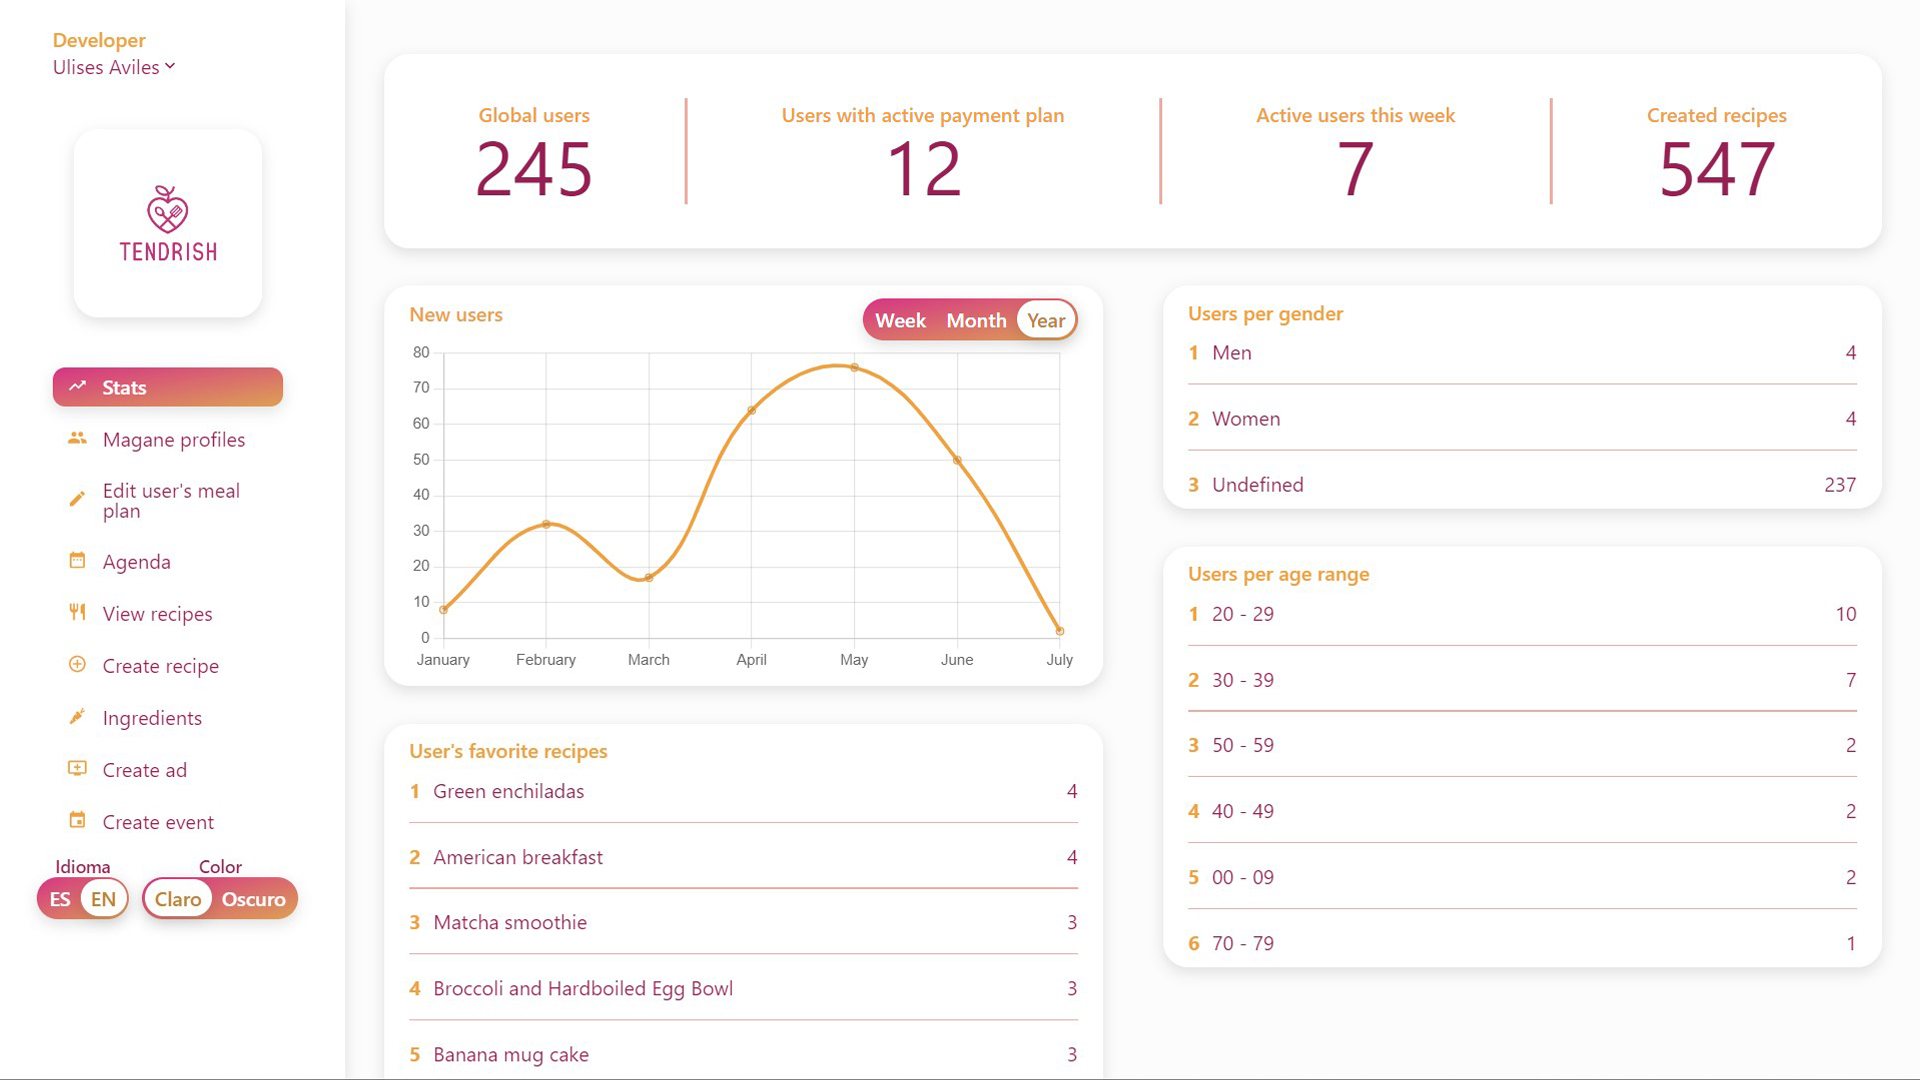 Developer
Ulises Aviles
TENDRISH
Stats
Magane profiles
Edit user's meal
plan
Agenda
View recipes
Create recipe
Ingredients
Create ad
Create event
Idioma
ES EN
Color
Claro Oscuro
Global users
245
Users with active payment plan
12
Active users this week
7
Created recipes
547
New users
Week Month Year
80
70
60
50
40
30
20
10
0
January February March April May June July
User's favorite recipes
1 Green enchiladas 4
2 American breakfast 4
3 Matcha smoothie 3
4 Broccoli and Hardboiled Egg Bowl 3
5 Banana mug cake 3
Users per gender
1 Men 4
2 Women 4
3 Undefined 237
Users per age range
1 20 - 29 10
2 30 - 39 7
3 50 - 59 2
4 40 - 49 2
5 00 - 09 2
6 70 - 79 1